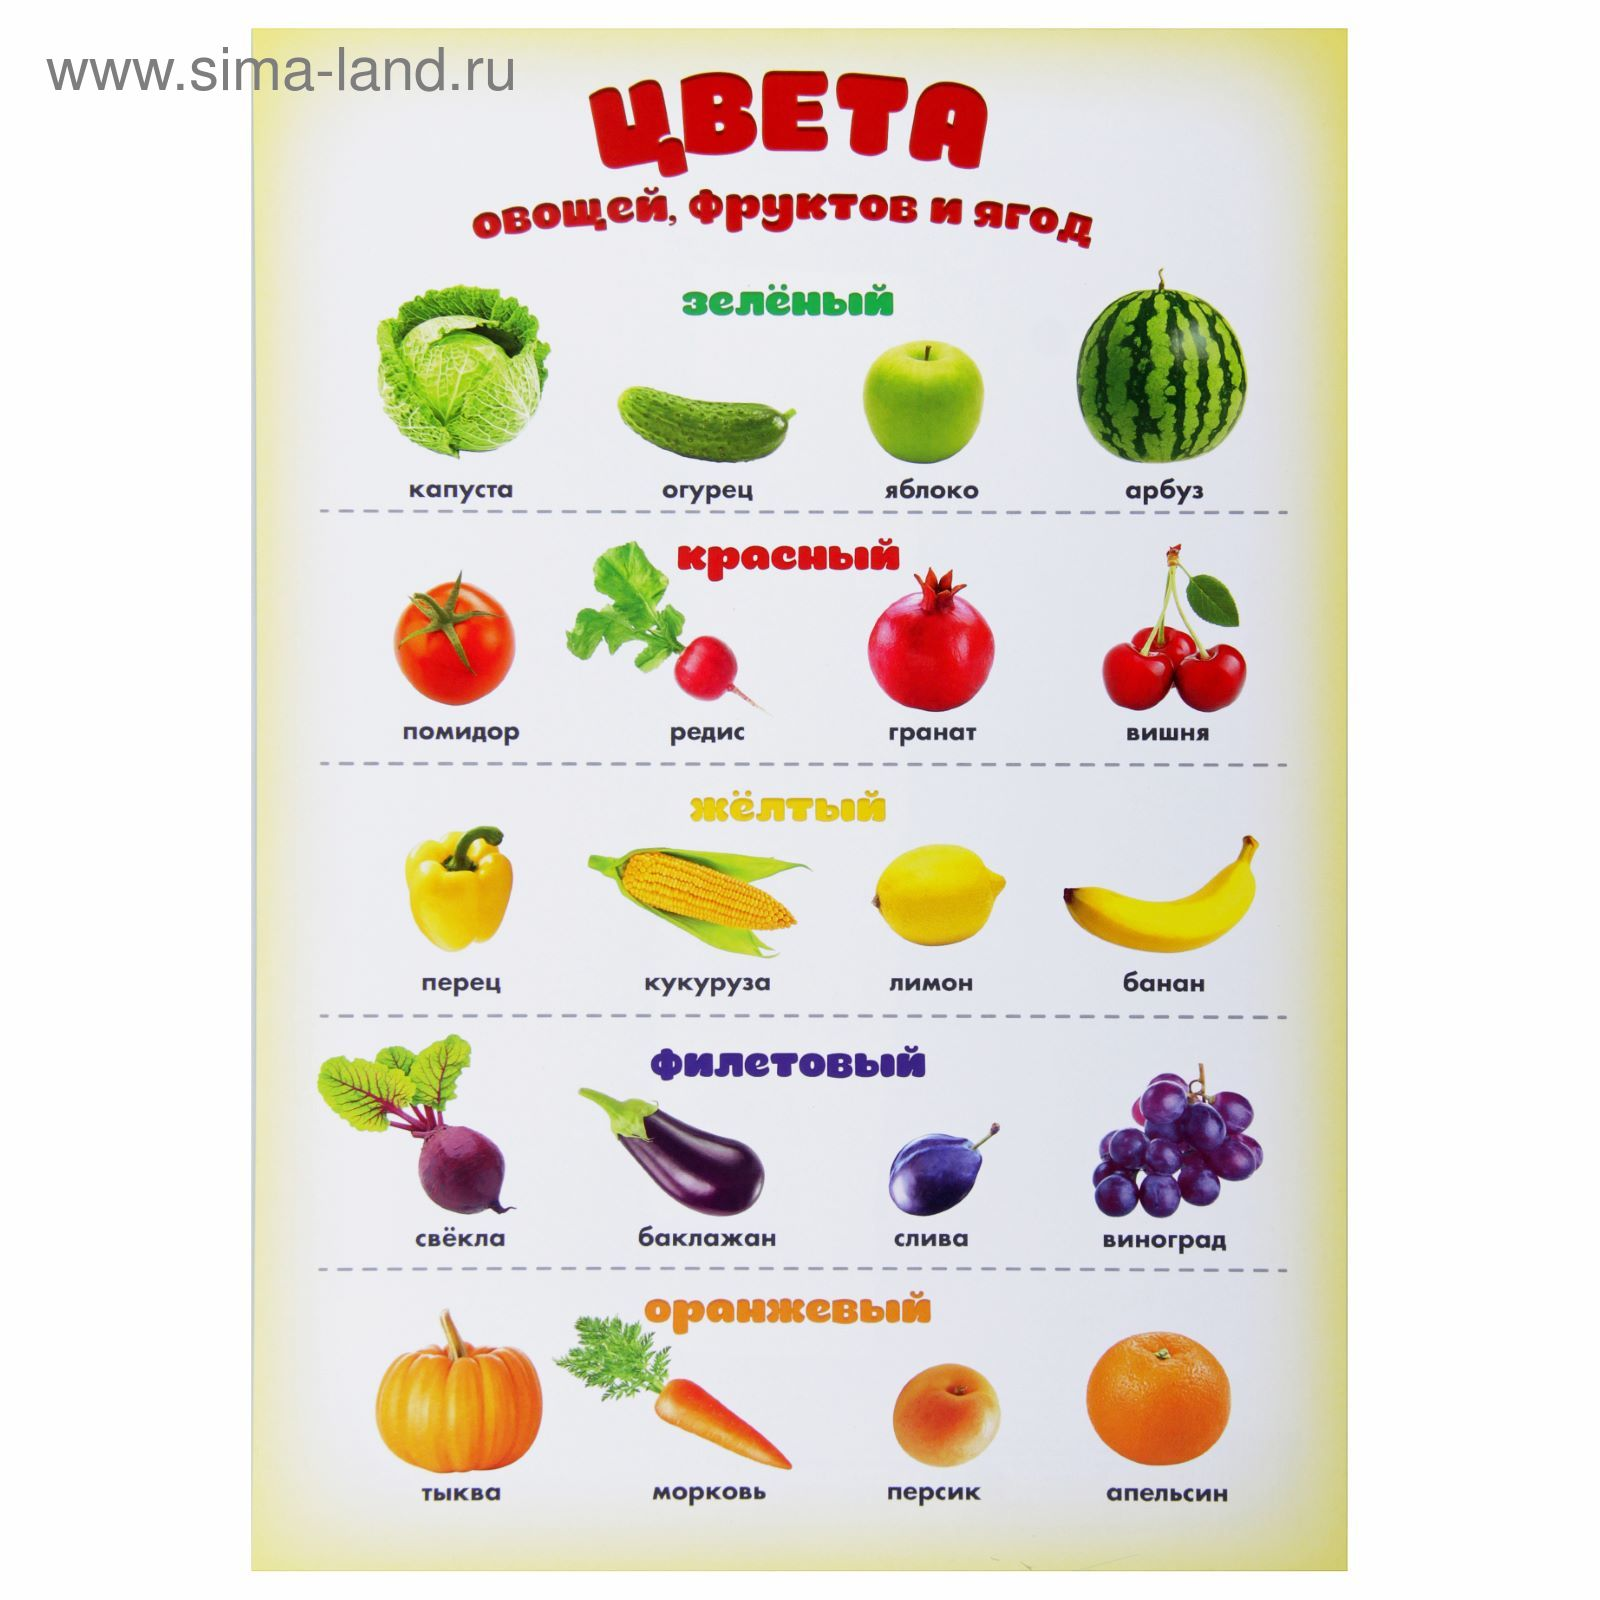 www.sima-land.ru
ЦВЕТА
овощей, фруктов и ягод
зелёный
капуста огурец яблоко арбуз
красный
помидор редис гранат вишня
жёлтый
перец кукуруза лимон банан
филетовый
свёкла баклажан слива виноград
оранжевый
тыква морковь персик апельсин